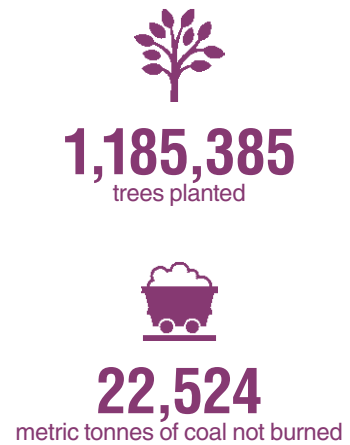 1,185,385
trees planted
22,524
metric tonnes of coal not burned